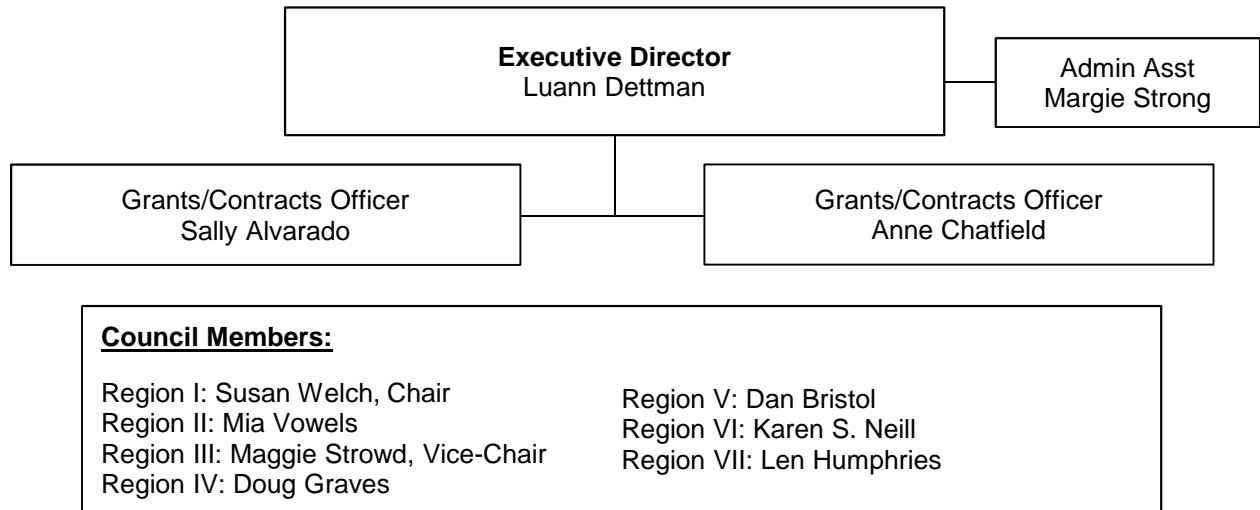 Executive Director
Luann Dettman
Admin Asst
Margie Strong
Grants/Contracts Officer
Sally Alvarado
Grants/Contracts Officer
Anne Chatfield
Council Members:
Region I: Susan Welch, Chair
Region II: Mia Vowels
Region III: Maggie Strowd, Vice-Chair
Region IV: Doug Graves
Region V: Dan Bristol
Region VI: Karen S. Neill
Region VII: Len Humphries